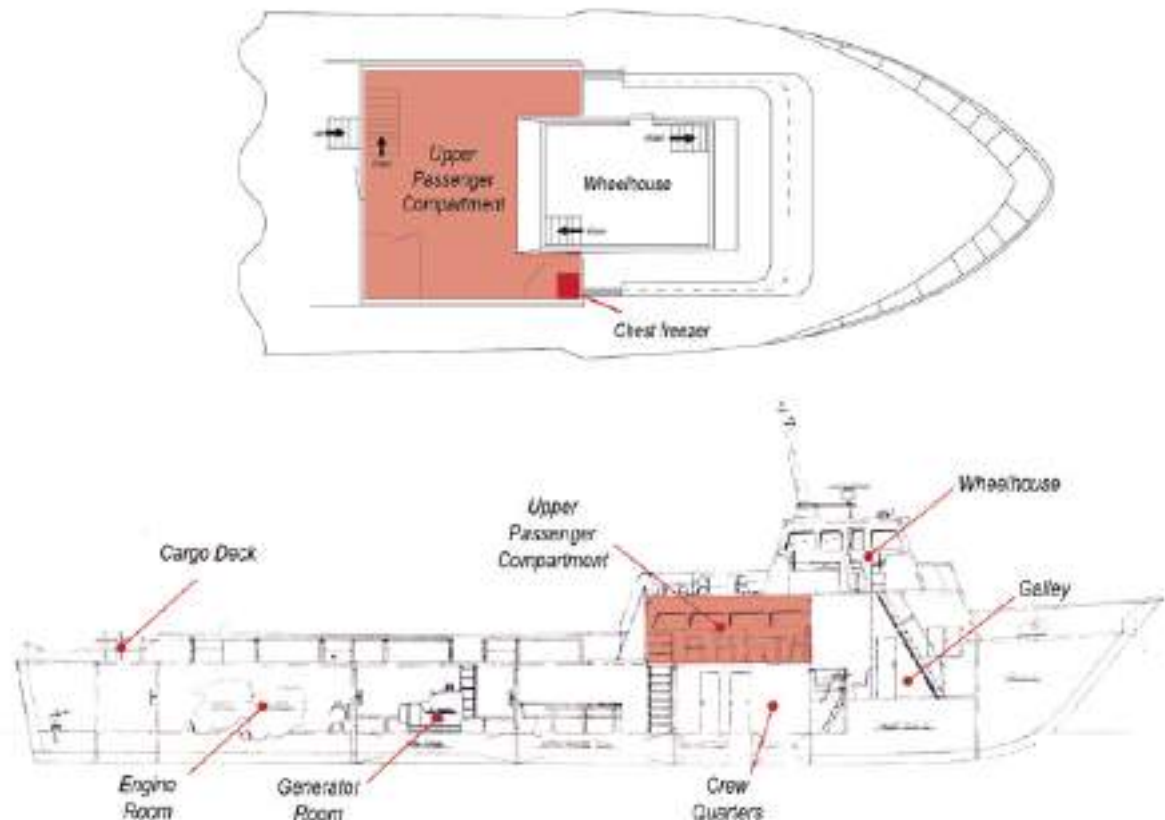 Upper
Passenger
Compartment
Wheelhouse
Chest freezer
Wheelhouse
Upper
Passenger
Compartment
Cargo Deck
Galley
Engine
Room
Generator
Room
Crew
Quarters